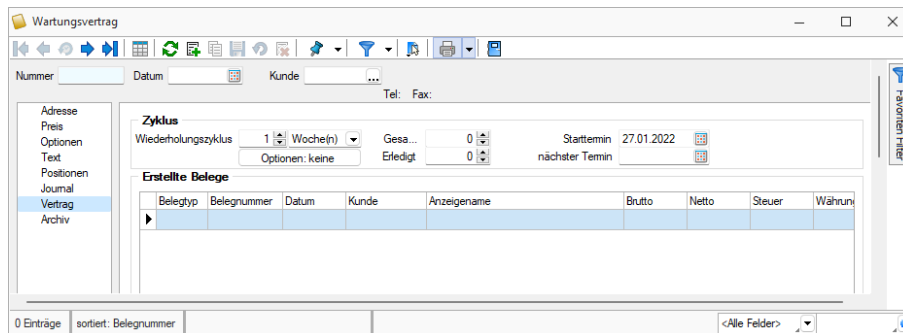 Wartungsvertrag
Nummer Datum Kunde ...
Tel: Fax:
Favoriten Filter
Adresse
Preis
Optionen
Text
Positionen
Journal
Vertrag
Archiv
Zyklus
Wiederholungszyklus 1 Woche(n) Gesa... 0 Starttermin 27.01.2022
Optionen: keine Erledigt 0 nächster Termin
Erstellte Belege
Belegtyp Belegnummer Datum Kunde Anzeigename Brutto Netto Steuer Währung
0 Einträge sortiert: Belegnummer <Alle Felder>